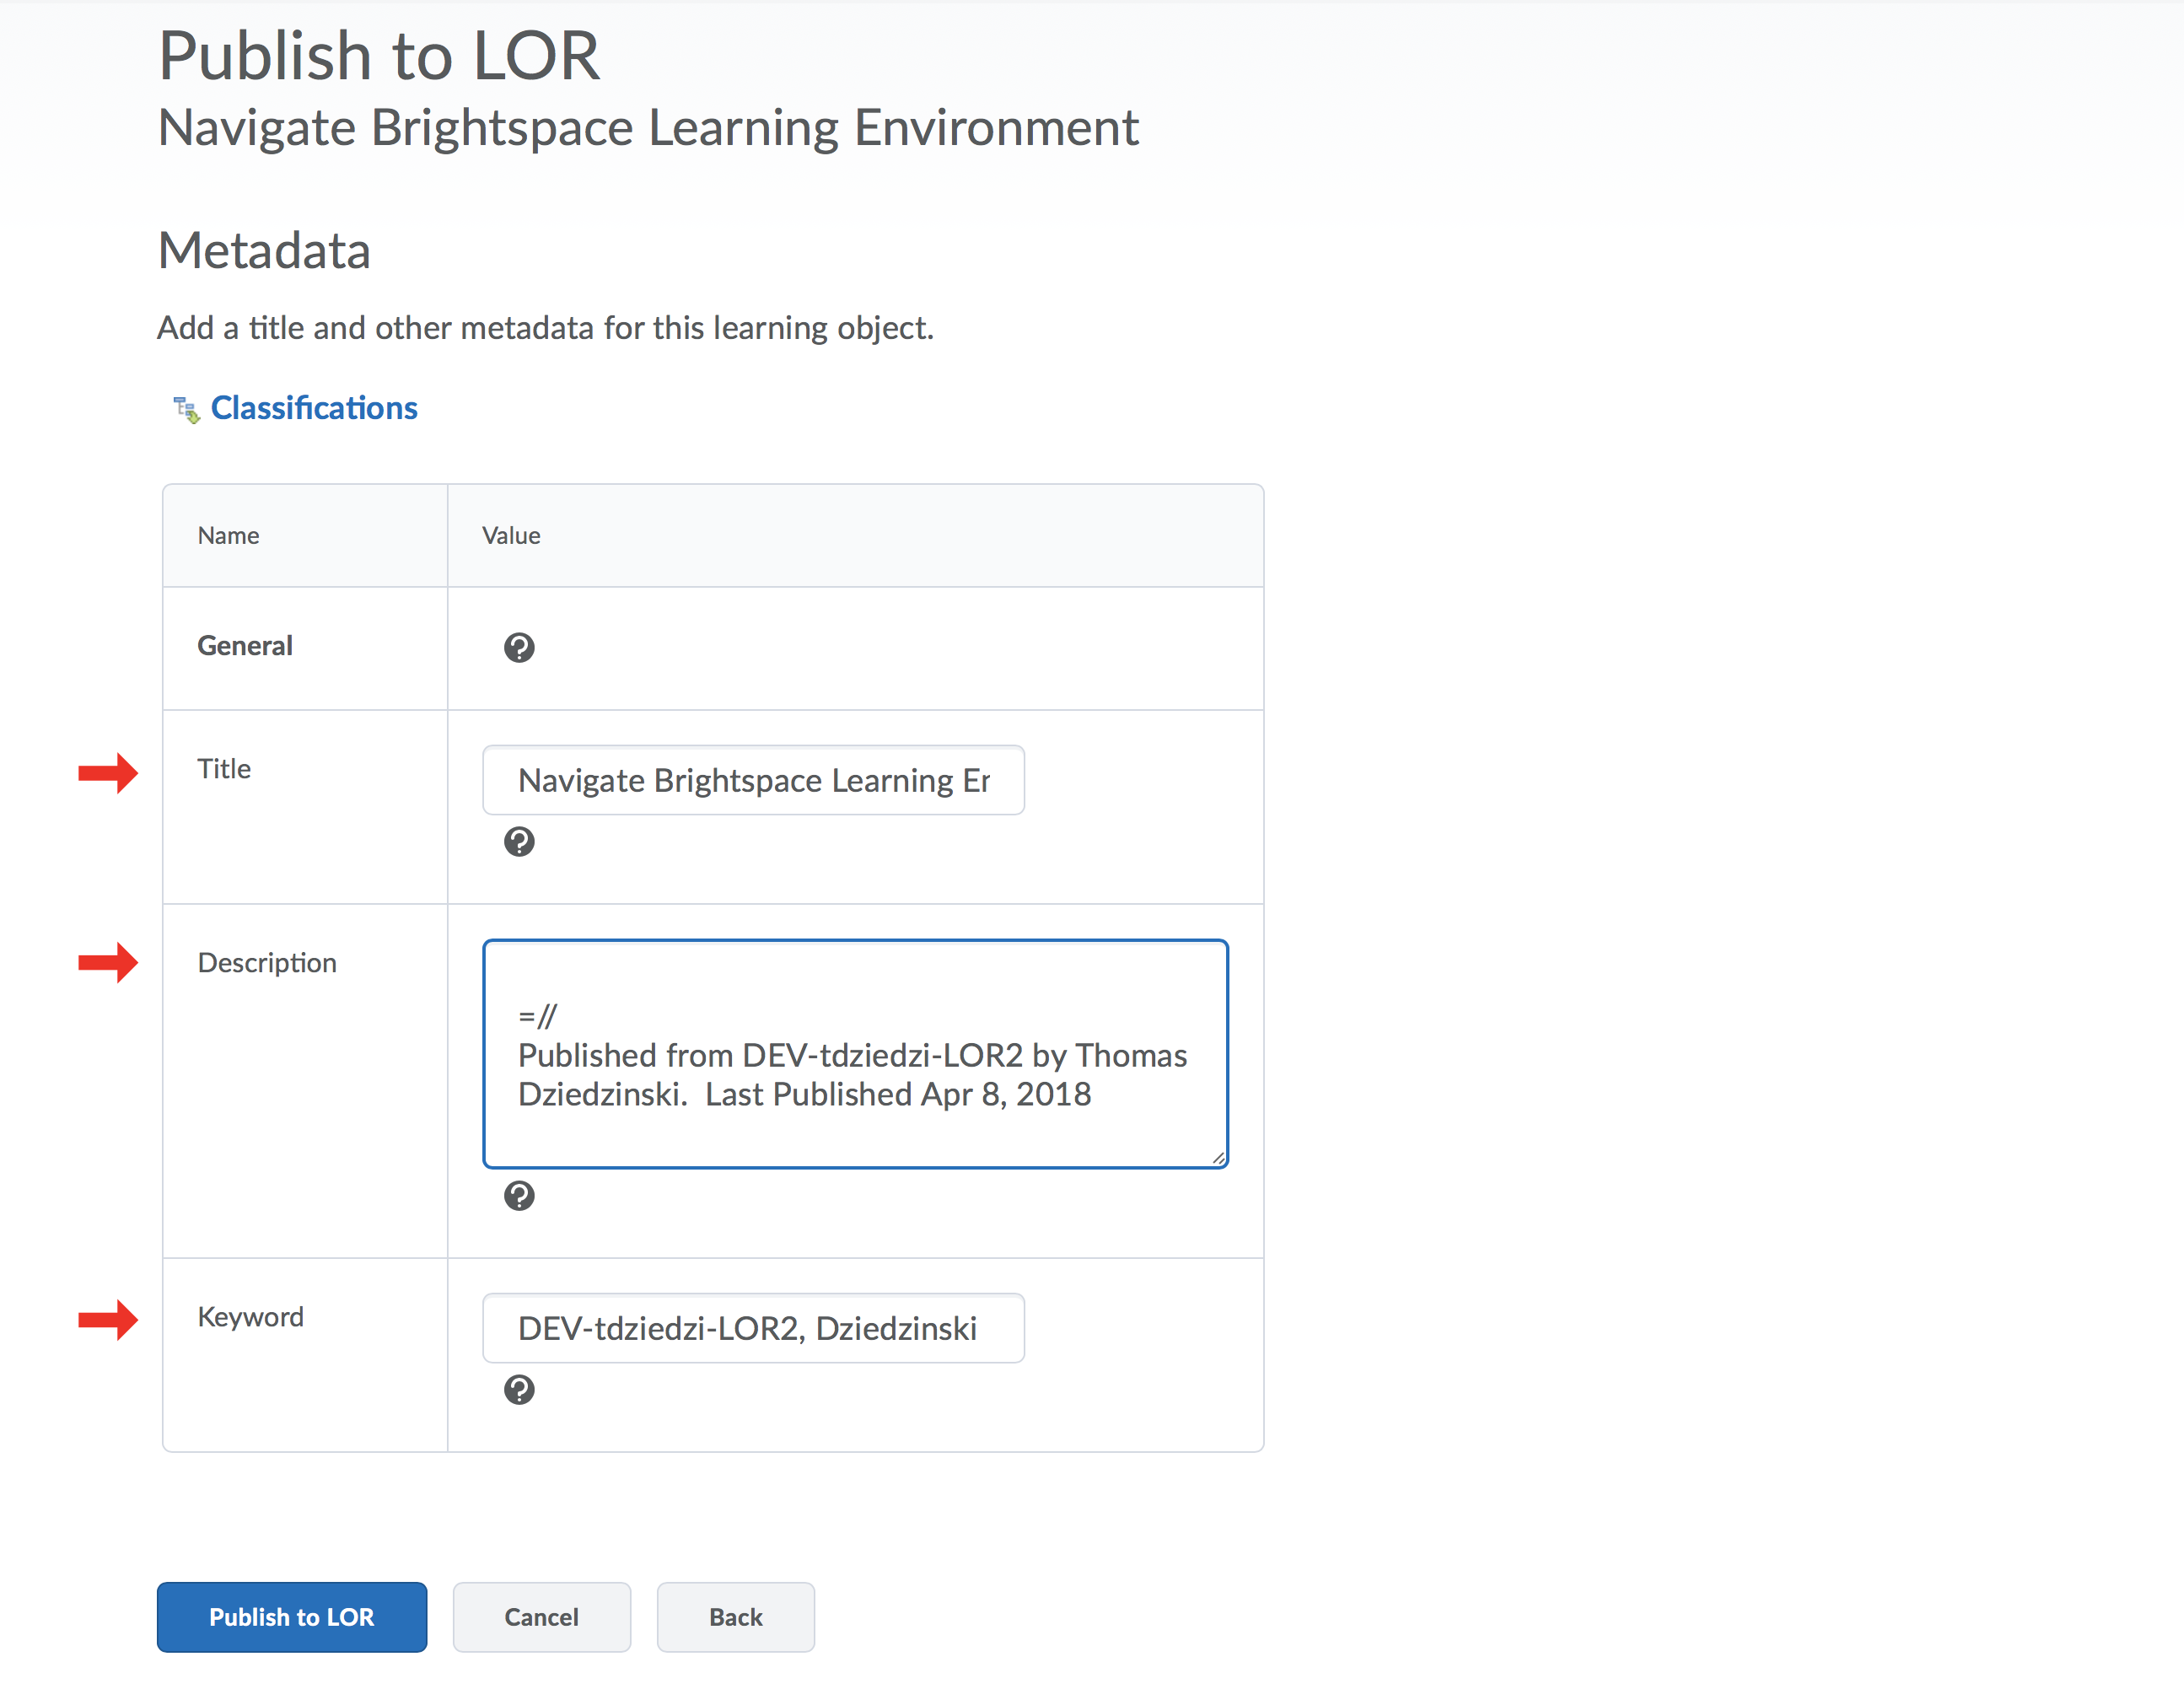 Publish to LOR
Navigate Brightspace Learning Environment
Metadata
Add a title and other metadata for this learning object.
Classifications
Name Value
General
Title Navigate Brightspace Learning Er
Description
=//
Published from DEV-tdziedzi-LOR2 by Thomas
Dziedzinski.  Last Published Apr 8, 2018
Keyword DEV-tdziedzi-LOR2, Dziedzinski
Publish to LOR Cancel Back